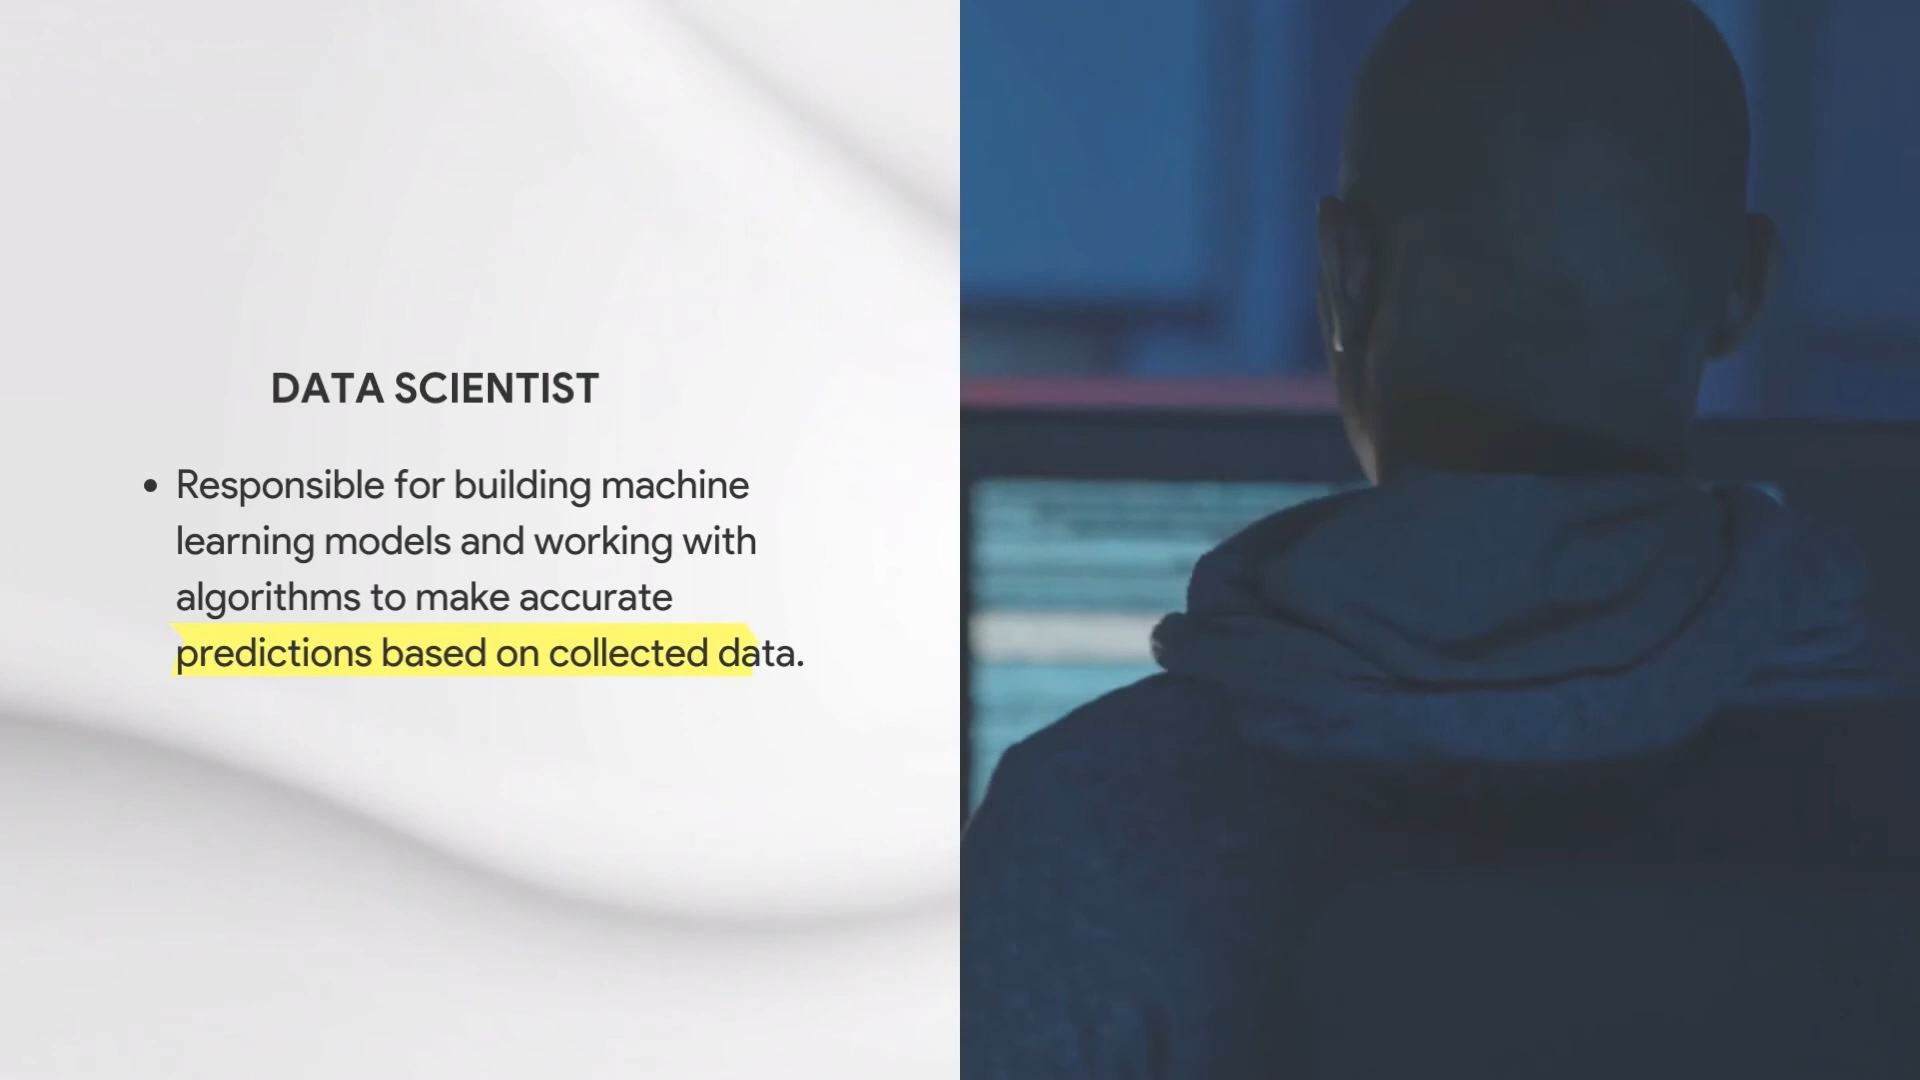 DATA SCIENTIST
• Responsible for building machine
learning models and working with
algorithms to make accurate
predictions based on collected data.